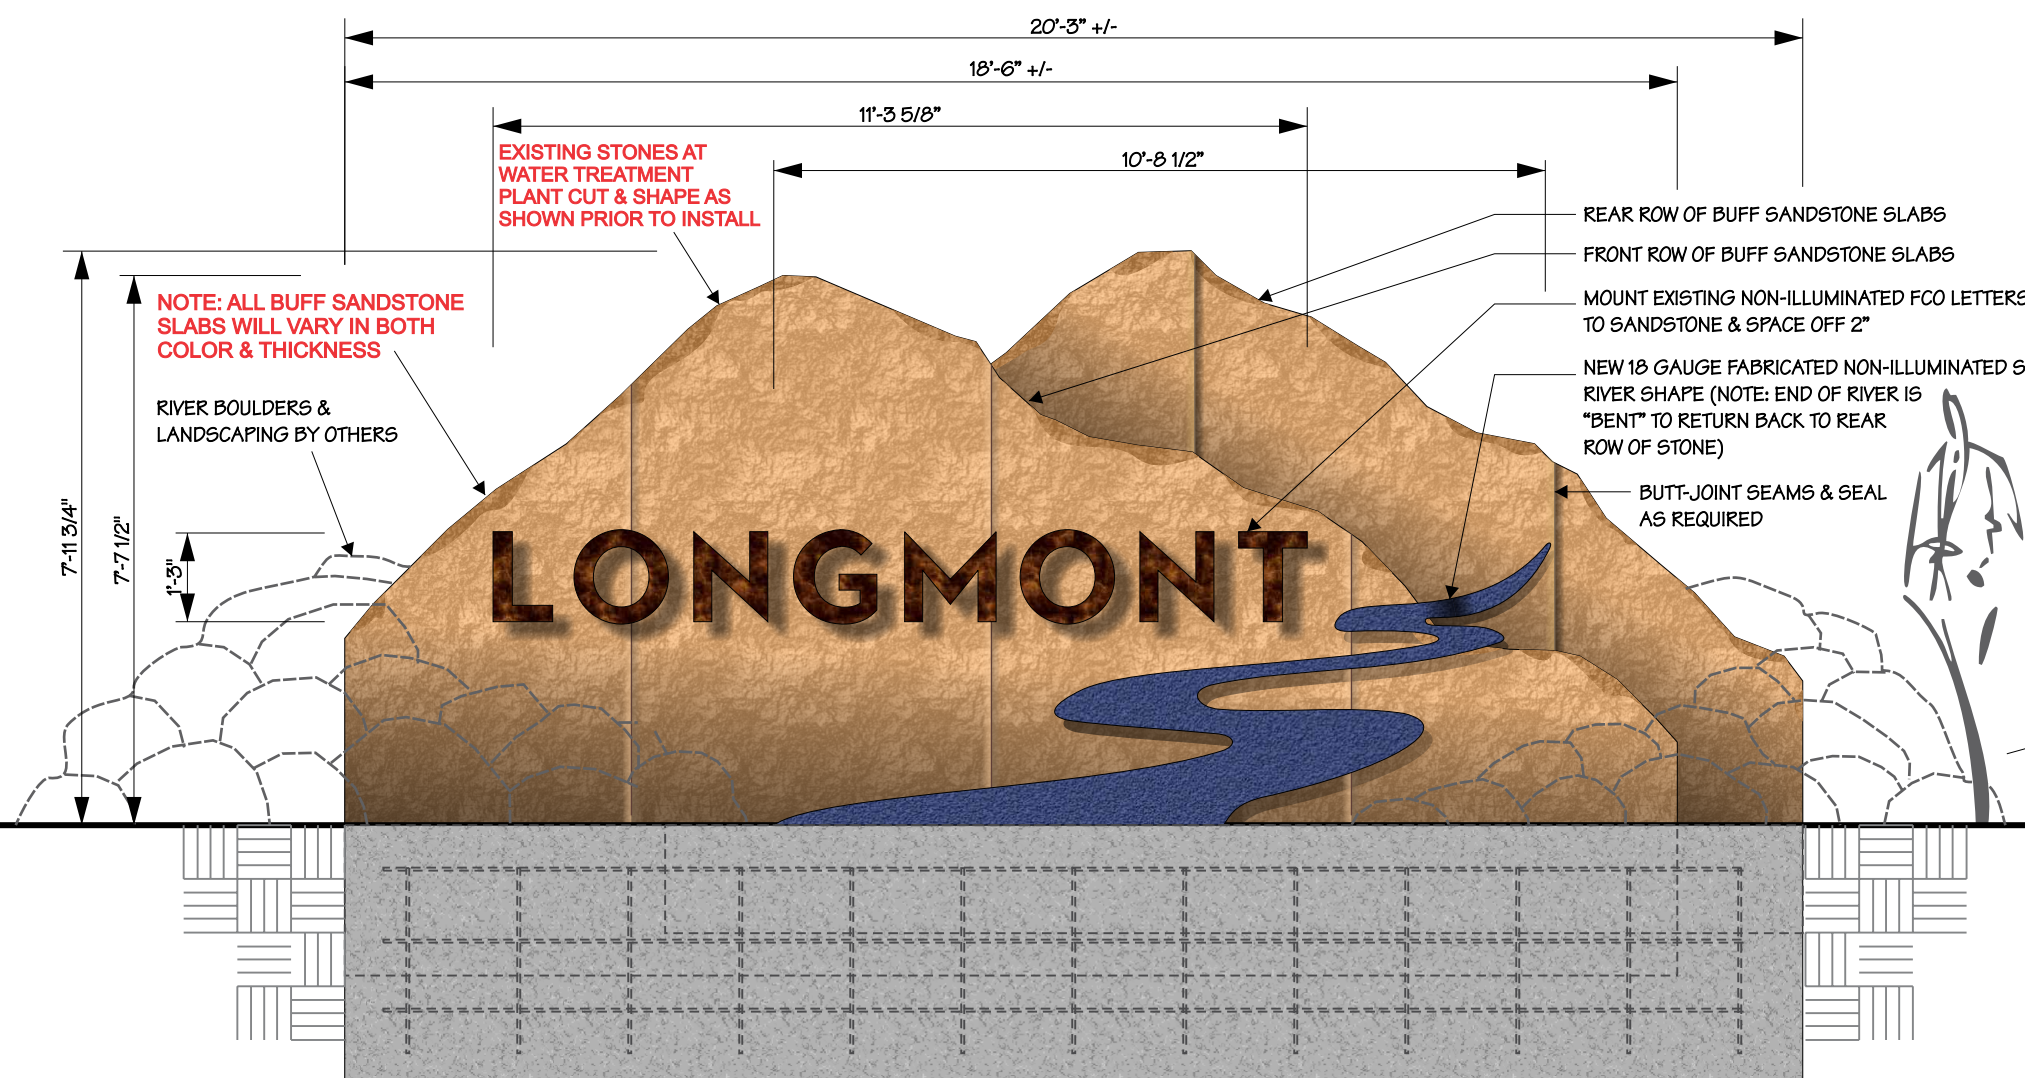 20'-3" +/-
18'-6" +/-
11'-3 5/8"
10'-8 1/2"
EXISTING STONES AT
WATER TREATMENT
PLANT CUT & SHAPE AS
SHOWN PRIOR TO INSTALL
REAR ROW OF BUFF SANDSTONE SLABS
FRONT ROW OF BUFF SANDSTONE SLABS
MOUNT EXISTING NON-ILLUMINATED FCO LETTERS
TO SANDSTONE & SPACE OFF 2"
NEW 18 GAUGE FABRICATED NON-ILLUMINATED
RIVER SHAPE (NOTE: END OF RIVER IS
"BENT" TO RETURN BACK TO REAR
ROW OF STONE)
BUTT-JOINT SEAMS & SEAL
AS REQUIRED
NOTE: ALL BUFF SANDSTONE
SLABS WILL VARY IN BOTH
COLOR & THICKNESS
RIVER BOULDERS &
LANDSCAPING BY OTHERS
7'-11 3/4"
7'-7 1/2"
1'-3"
LONGMONT